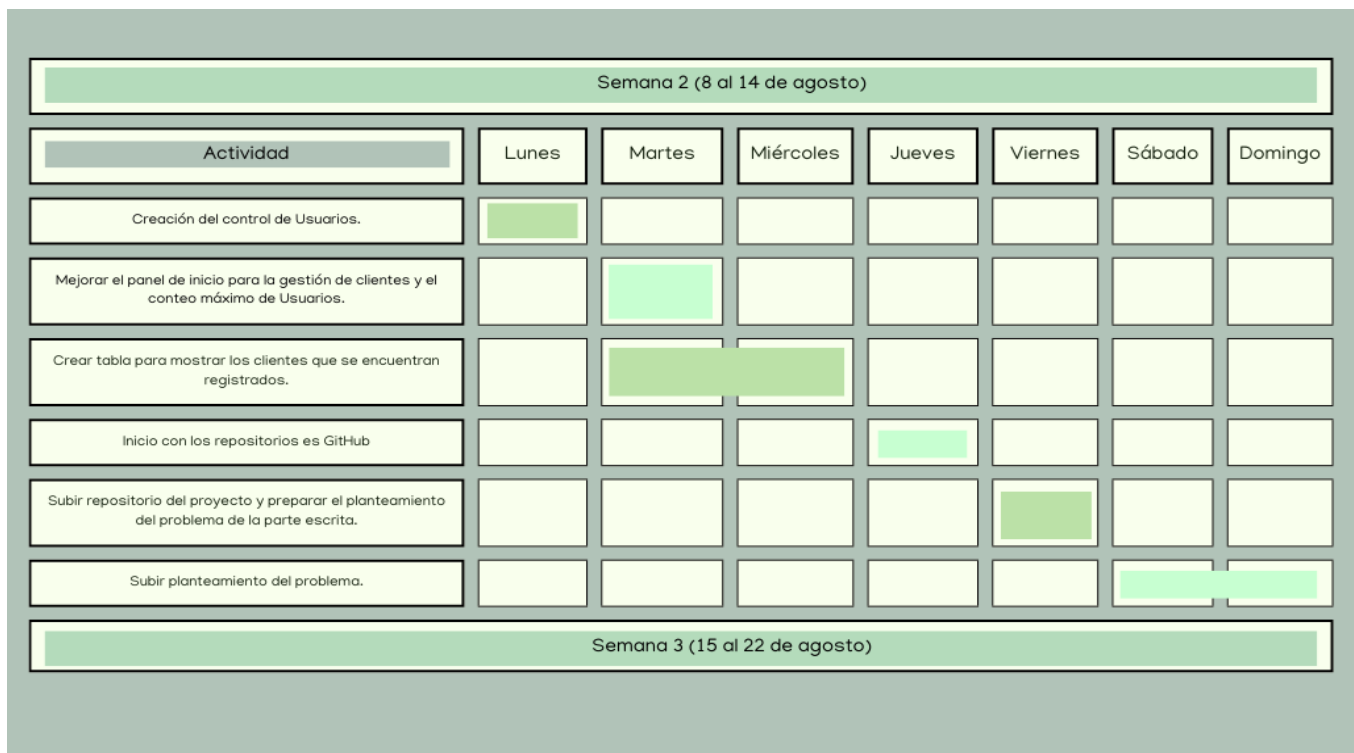 Semana 2 (8 al 14 de agosto)
Actividad
Lunes
Martes
Miércoles
Jueves
Viernes
Sábado
Domingo
Creación del control de Usuarios.
Mejorar el panel de inicio para la gestión de clientes y el
conteo máximo de Usuarios.
Crear tabla para mostrar los clientes que se encuentran
registrados.
Inicio con los repositorios es GitHub
Subir repositorio del proyecto y preparar el planteamiento
del problema de la parte escrita.
Subir planteamiento del problema.
Semana 3 (15 al 22 de agosto)